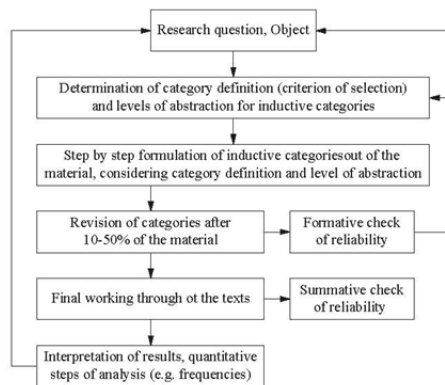 Research question, Object
Determination of category definition (criterion of selection)
and levels of abstraction for inductive categories
Step by step formulation of inductive categoriesout of the
material, considering category definition and level of abstraction
Revision of categories after
10-50% of the material
Formative check
of reliability
Final working through ot the texts
Summative check
of reliability
Interpretation of results, quantitative
steps of analysis (e.g. frequencies)